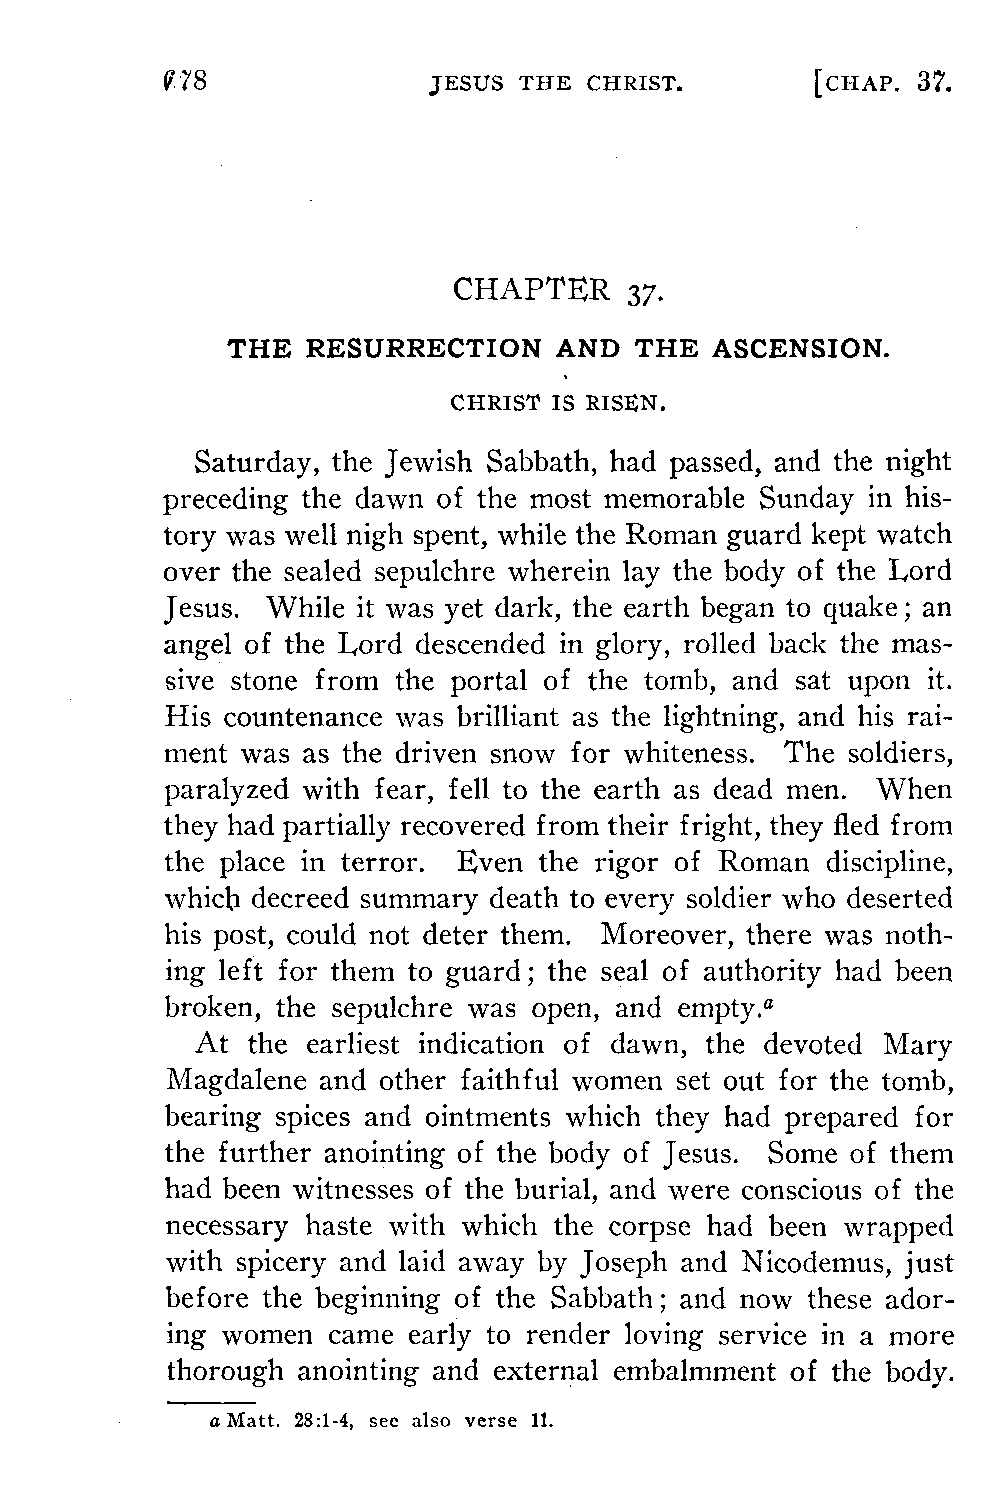 678 JESUS THE CHRIST. [CHAP. 37.
CHAPTER 37.
THE RESURRECTION AND THE ASCENSION.
CHRIST IS RISEN.
Saturday, the Jewish Sabbath, had passed, and the night
preceding the dawn of the most memorable Sunday in his-
tory was well nigh spent, while the Roman guard kept watch
over the sealed sepulchre wherein lay the body of the Lord
Jesus. While it was yet dark, the earth began to quake; an
angel of the Lord descended in glory, rolled back the mas-
sive stone from the portal of the tomb, and sat upon it.
His countenance was brilliant as the lightning, and his rai-
ment was as the driven snow for whiteness. The soldiers,
paralyzed with fear, fell to the earth as dead men. When
they had partially recovered from their fright, they fled from
the place in terror. Even the rigor of Roman discipline,
which decreed summary death to every soldier who deserted
his post, could not deter them. Moreover, there was noth-
ing left for them to guard; the seal of authority had been
broken, the sepulchre was open, and empty.a
At the earliest indication of dawn, the devoted Mary
Magdalene and other faithful women set out for the tomb,
bearing spices and ointments which they had prepared for
the further anointing of the body of Jesus. Some of them
had been witnesses of the burial, and were conscious of the
necessary haste with which the corpse had been wrapped
with spicery and laid away by Joseph and Nicodemus, just
before the beginning of the Sabbath; and now these ador-
ing women came early to render loving service in a more
thorough anointing and external embalmment of the body.
a Matt. 28:1-4, see also verse 11.